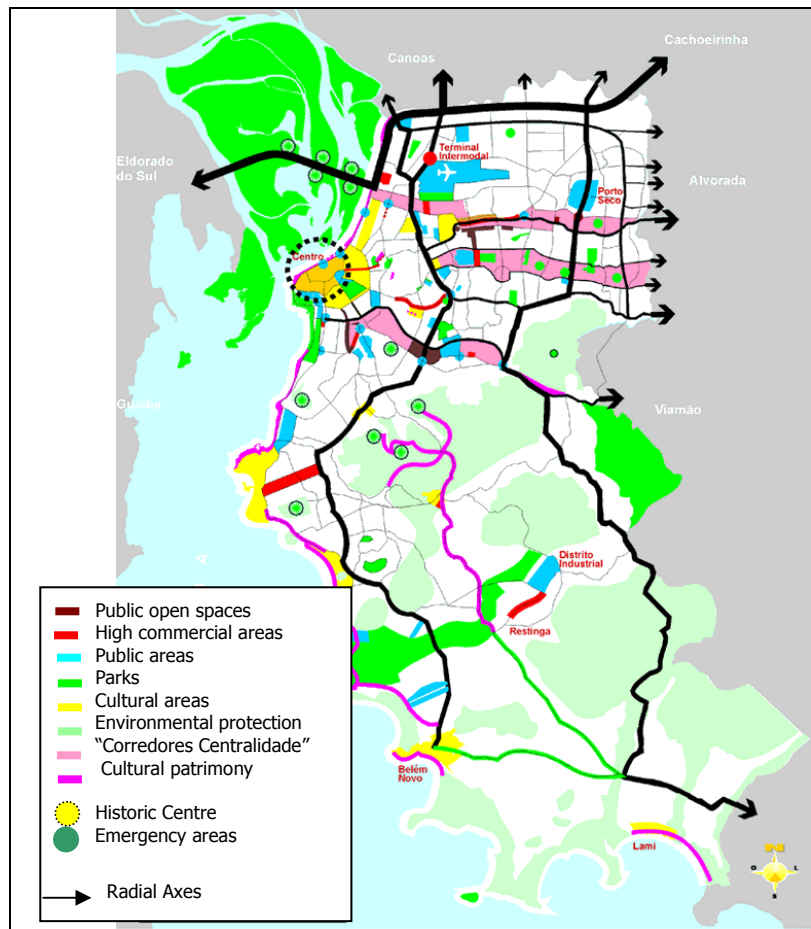 Canoas
Cachoeirinha
Eldorado
do Sul
Terminal
Intermodal
Alvorada
Porto
Seco
Centro
Guaíba
Viamão
Distrito
Industrial
Restinga
Belém
Novo
Lami
Public open spaces
High commercial areas
Public areas
Parks
Cultural areas
Environmental protection
“Corredores Centralidade”
Cultural patrimony
Historic Centre
Emergency areas
Radial Axes
N
O
L
S